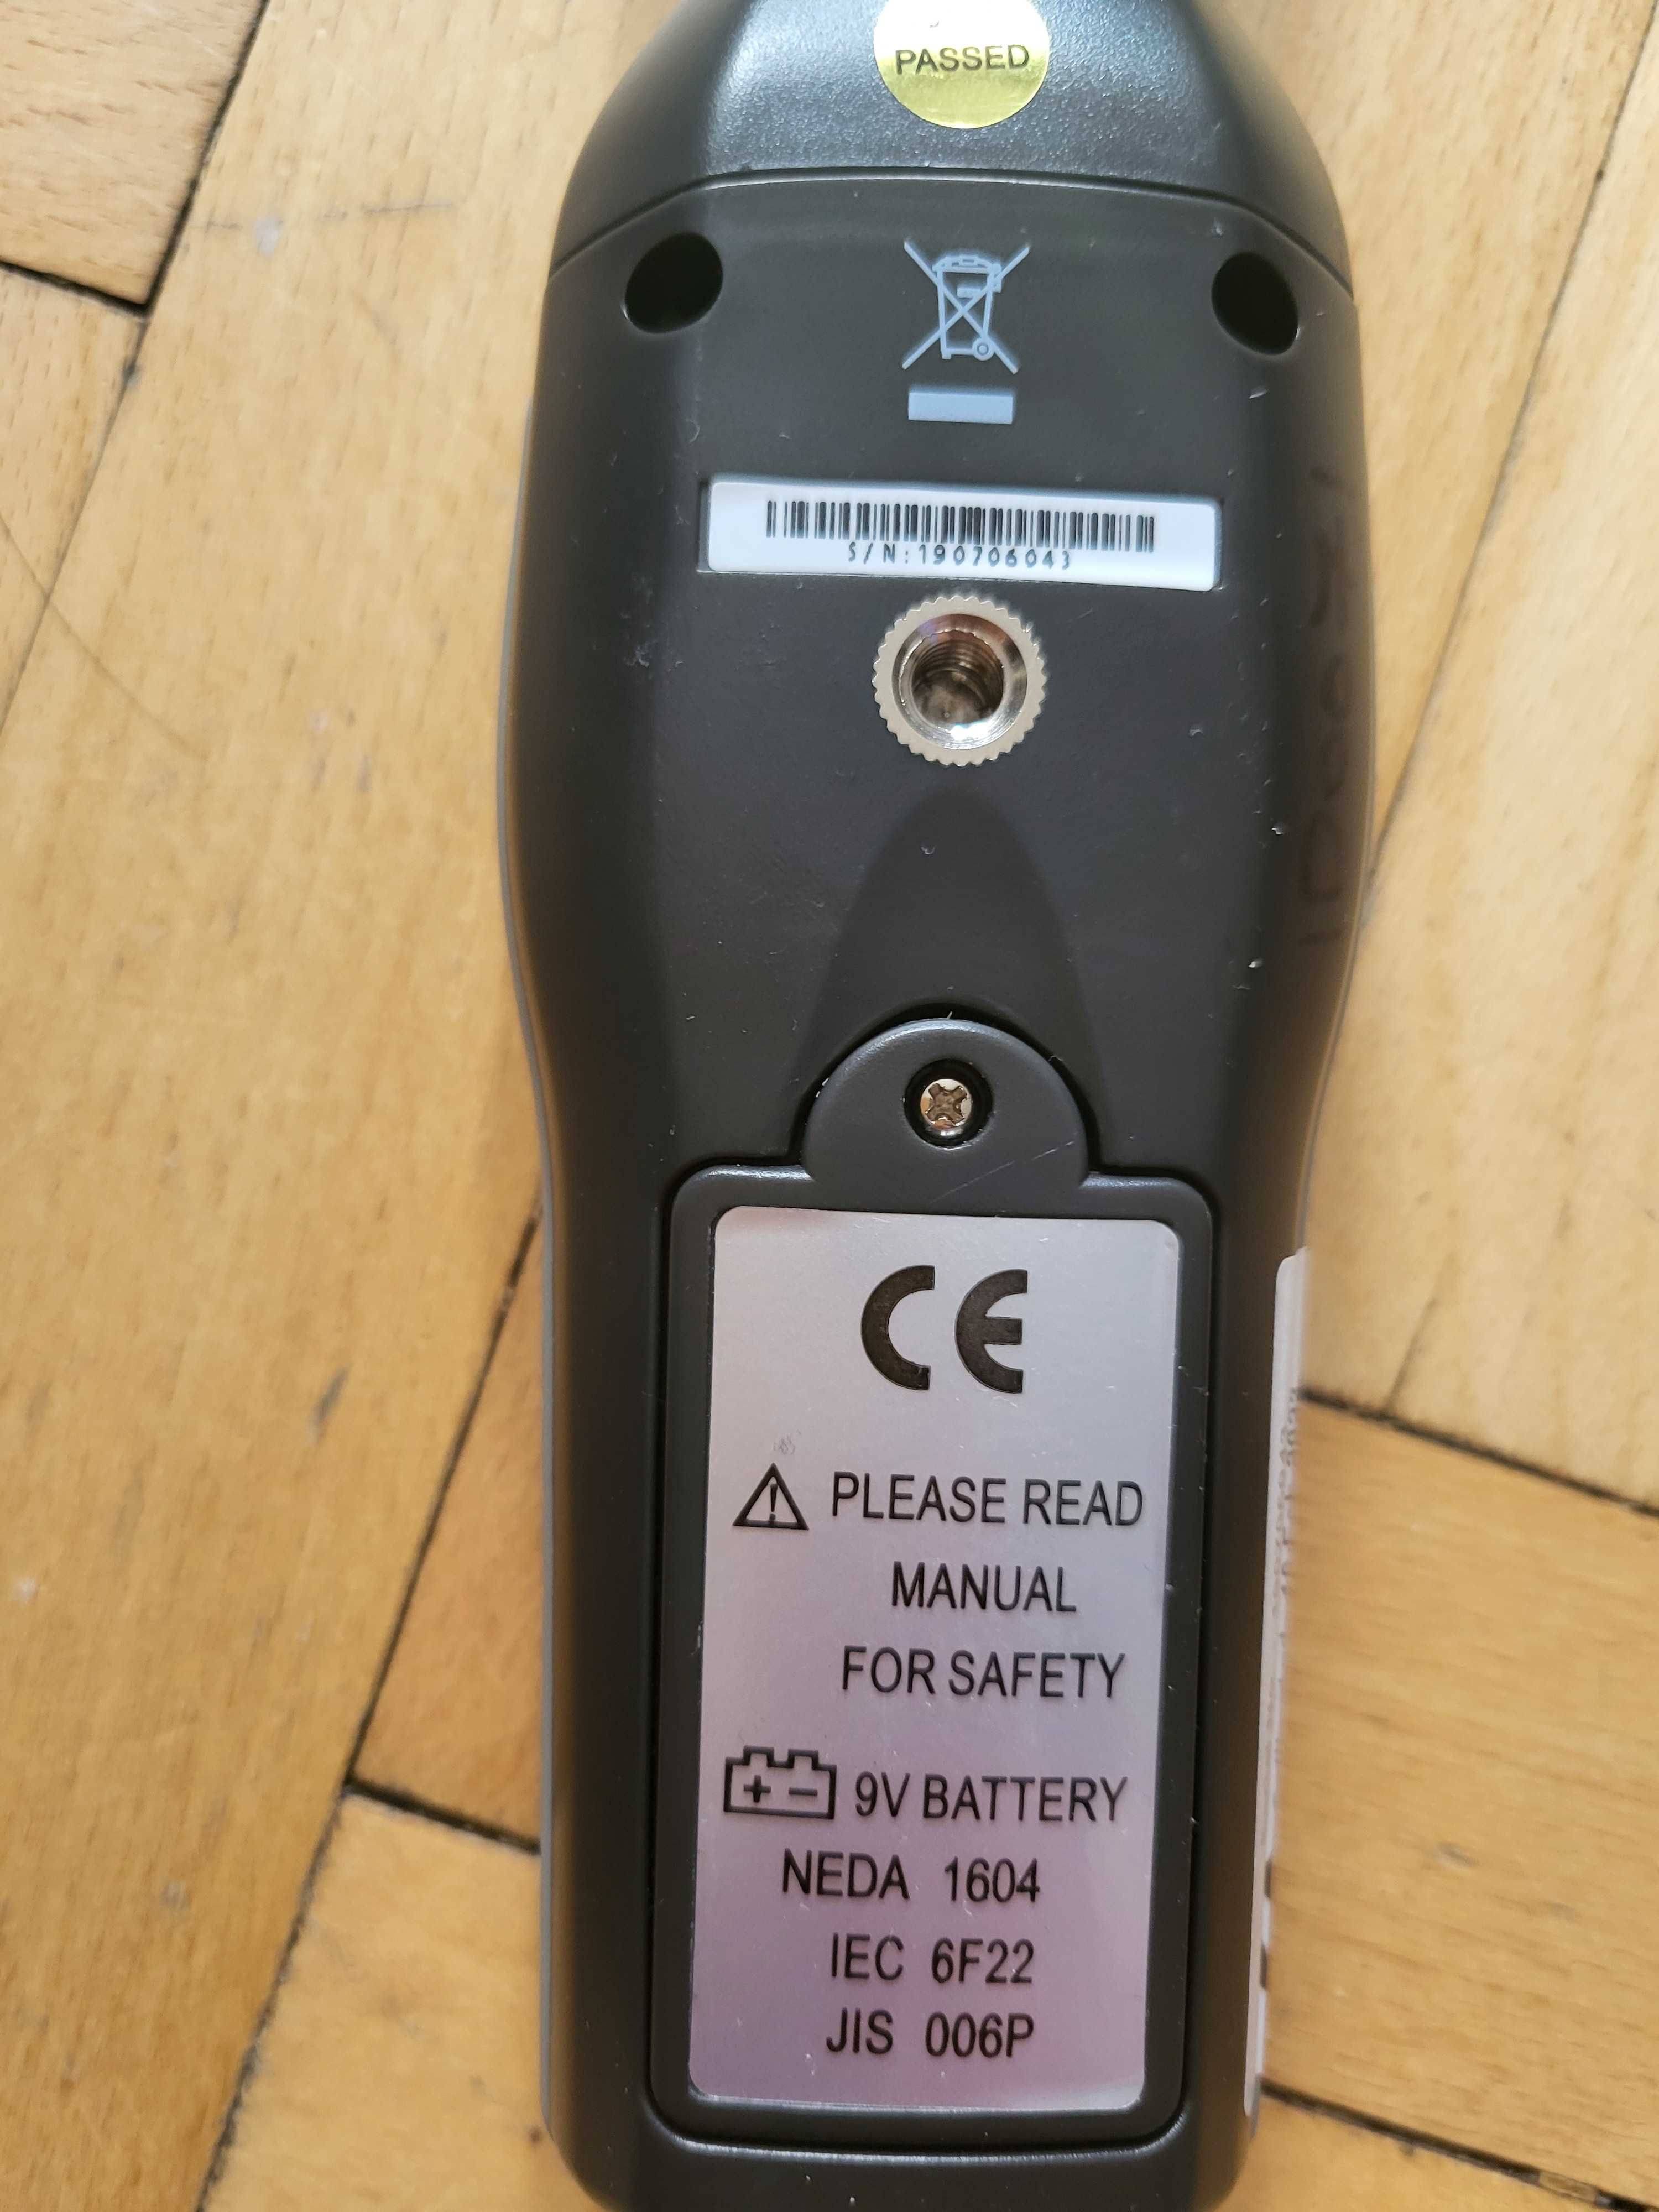 PASSED
S/N:190706043
CE
PLEASE READ
MANUAL
FOR SAFETY
+ - 9V BATTERY
NEDA 1604
IEC 6F22
JIS 006P